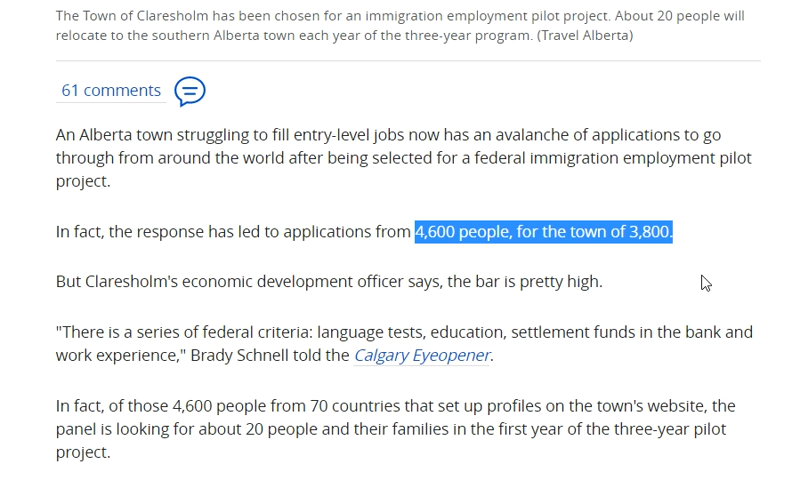 The Town of Claresholm has been chosen for an immigration employment pilot project. About 20 people will
relocate to the southern Alberta town each year of the three-year program. (Travel Alberta)
61 comments
An Alberta town struggling to fill entry-level jobs now has an avalanche of applications to go
through from around the world after being selected for a federal immigration employment pilot
project.
In fact, the response has led to applications from 4,600 people, for the town of 3,800.
But Claresholm's economic development officer says, the bar is pretty high.
"There is a series of federal criteria: language tests, education, settlement funds in the bank and
work experience," Brady Schnell told the Calgary Eyeopener.
In fact, of those 4,600 people from 70 countries that set up profiles on the town's website, the
panel is looking for about 20 people and their families in the first year of the three-year pilot
project.